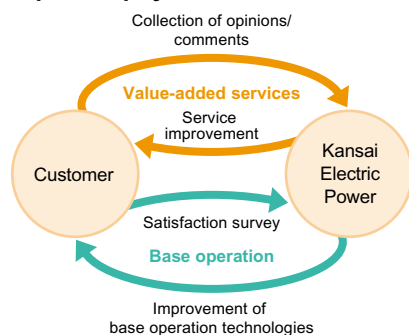 Collection of opinions/
comments
Value-added services
Service
improvement
Customer
Kansai
Electric
Power
Satisfaction survey
Base operation
Improvement of
base operation technologies